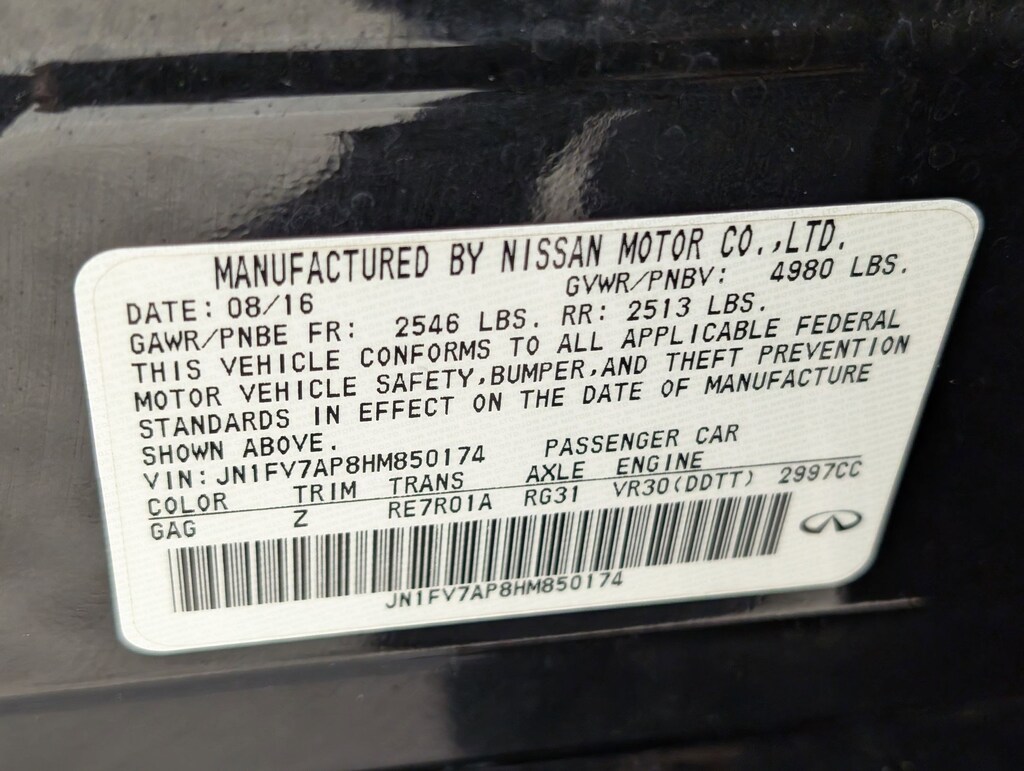 MANUFACTURED BY NISSAN MOTOR CO.,LTD.
DATE: 08/16 GVWR/PNBV: 4980 LBS.
GAWR/PNBE FR: 2546 LBS. RR: 2513 LBS.
THIS VEHICLE CONFORMS TO ALL APPLICABLE FEDERAL
MOTOR VEHICLE SAFETY,BUMPER,AND THEFT PREVENTION
STANDARDS IN EFFECT ON THE DATE OF MANUFACTURE
SHOWN ABOVE.
VIN:JN1FV7AP8HM850174 PASSENGER CAR
COLOR TRIM TRANS AXLE ENGINE
GAG Z RE7R01A RG31 VR30(DDTT) 2997CC
JN1FV7AP8HM850174